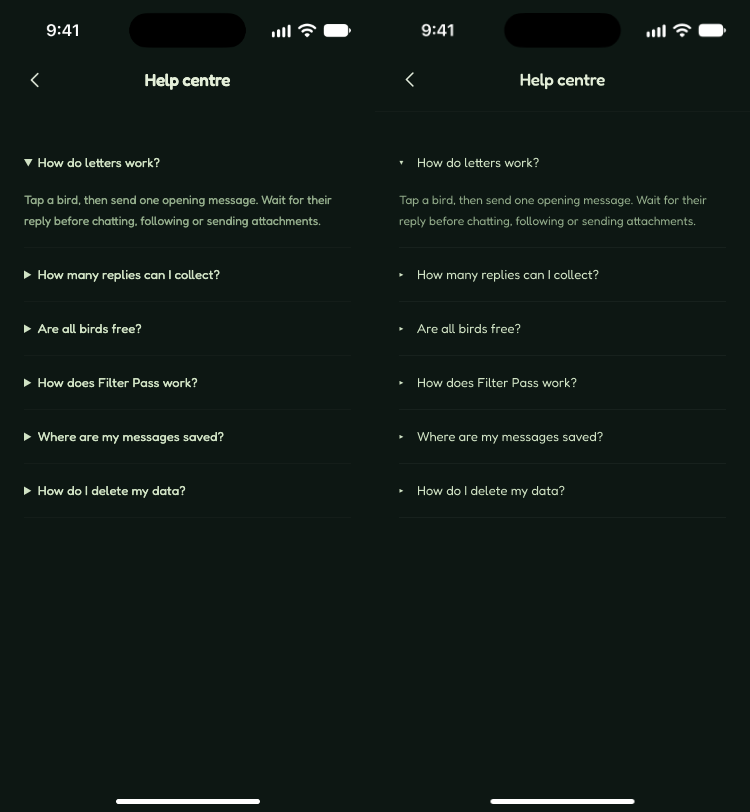 9:41
Help centre
How do letters work?
Tap a bird, then send one opening message. Wait for their
reply before chatting, following or sending attachments.
How many replies can I collect?
Are all birds free?
How does Filter Pass work?
Where are my messages saved?
How do I delete my data?
9:41
Help centre
How do letters work?
Tap a bird, then send one opening message. Wait for their
reply before chatting, following or sending attachments.
How many replies can I collect?
Are all birds free?
How does Filter Pass work?
Where are my messages saved?
How do I delete my data?